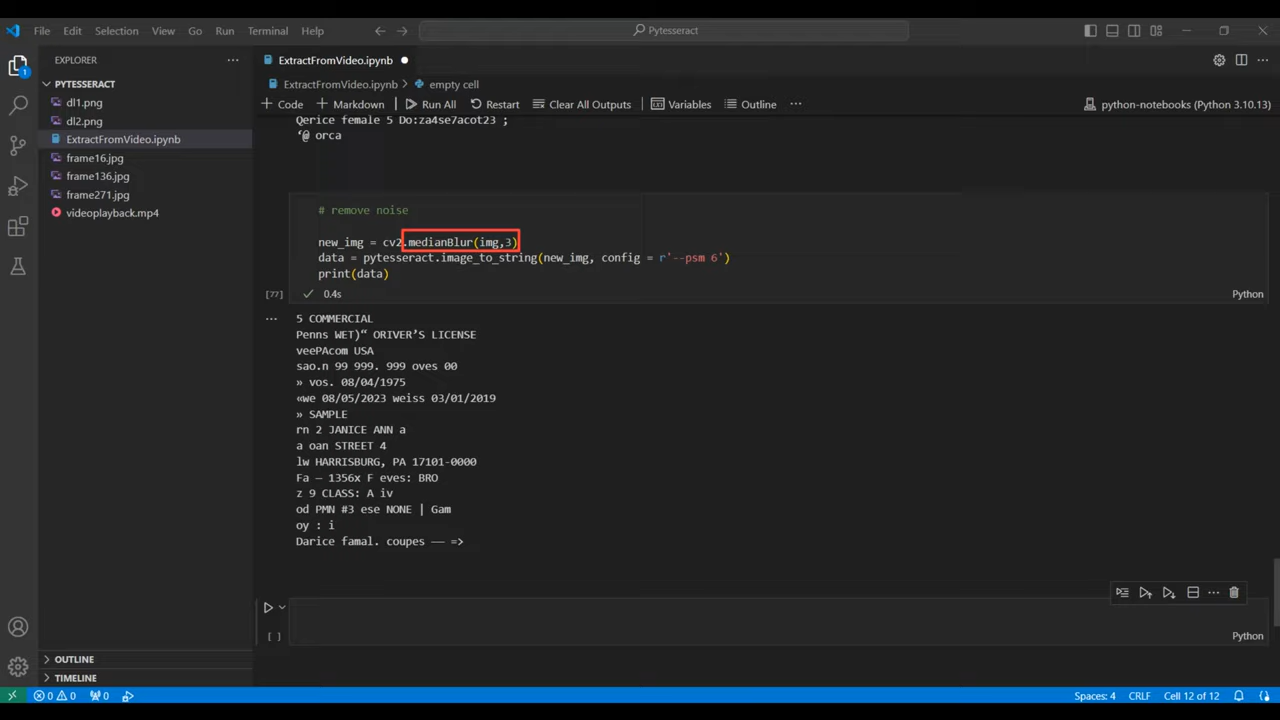 File Edit Selection View Go Run Terminal Help
Pytesseract
EXPLORER
PYTESSERACT
dl1.png
dl2.png
ExtractFromVideo.ipynb
frame16.jpg
frame136.jpg
frame271.jpg
videoplayback.mp4
OUTLINE
TIMELINE
ExtractFromVideo.ipynb
ExtractFromVideo.ipynb > empty cell
+ Code + Markdown Run All Restart Clear All Outputs Variables Outline ...
python-notebooks (Python 3.10.13)
Qerice female 5 Do:za4se7acot23 ;
‘@ orca
# remove noise
new_img = cv2.medianBlur(img,3)
data = pytesseract.image_to_string(new_img, config = r'--psm 6')
print(data)
[77] 0.4s Python
5 COMMERCIAL
Penns WET)“ ORIVER’S LICENSE
veePAcom USA
sao.n 99 999. 999 oves 00
» vos. 08/04/1975
«we 08/05/2023 weiss 03/01/2019
» SAMPLE
rn 2 JANICE ANN a
a oan STREET 4
lw HARRISBURG, PA 17101-0000
Fa — 1356x F eves: BRO
z 9 CLASS: A iv
od PMN #3 ese NONE | Gam
oy : i
Darice famal. coupes —— =>
[ ] Python
0 0 0 Spaces: 4 CRLF Cell 12 of 12